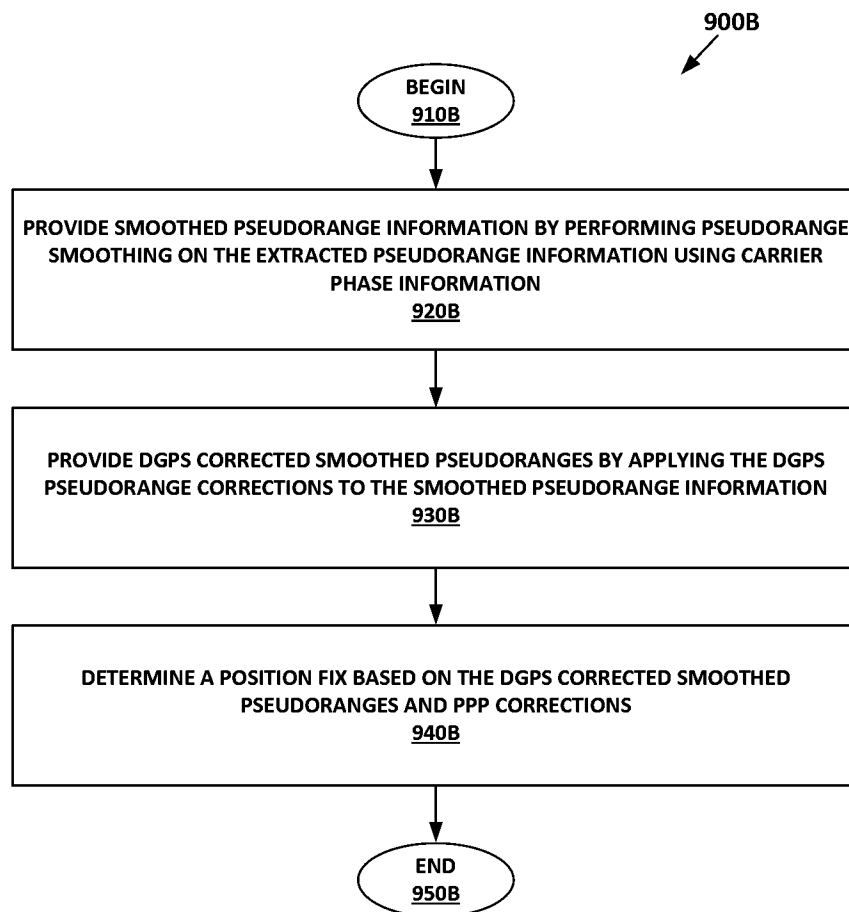 900B
BEGIN
910B
PROVIDE SMOOTHED PSEUDORANGE INFORMATION BY PERFORMING PSEUDORANGE
SMOOTHING ON THE EXTRACTED PSEUDORANGE INFORMATION USING CARRIER
PHASE INFORMATION
920B
PROVIDE DGPS CORRECTED SMOOTHED PSEUDORANGES BY APPLYING THE DGPS
PSEUDORANGE CORRECTIONS TO THE SMOOTHED PSEUDORANGE INFORMATION
930B
DETERMINE A POSITION FIX BASED ON THE DGPS CORRECTED SMOOTHED
PSEUDORANGES AND PPP CORRECTIONS
940B
END
950B